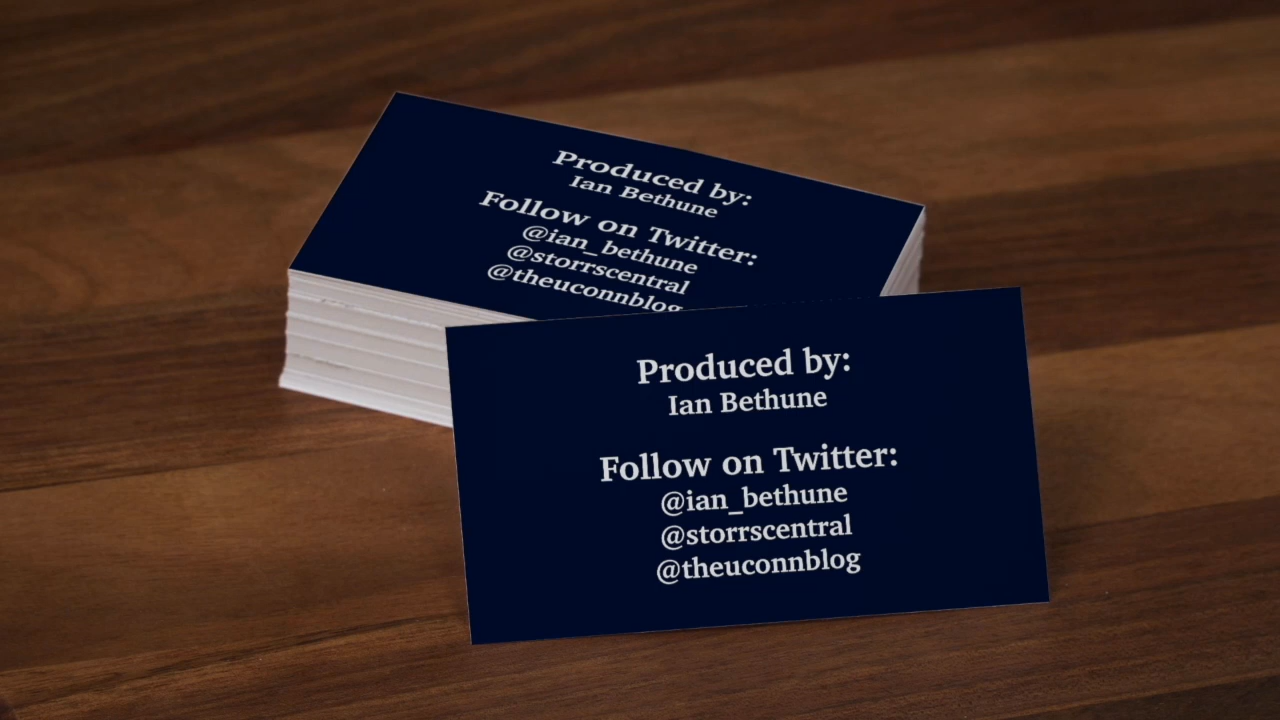 Produced by:
Ian Bethune
Follow on Twitter:
@ian_bethune
@storrscentral
@theuconnblog
Produced by:
Ian Bethune
Follow on Twitter:
@ian_bethune
@storrscentral
@theuconnblog